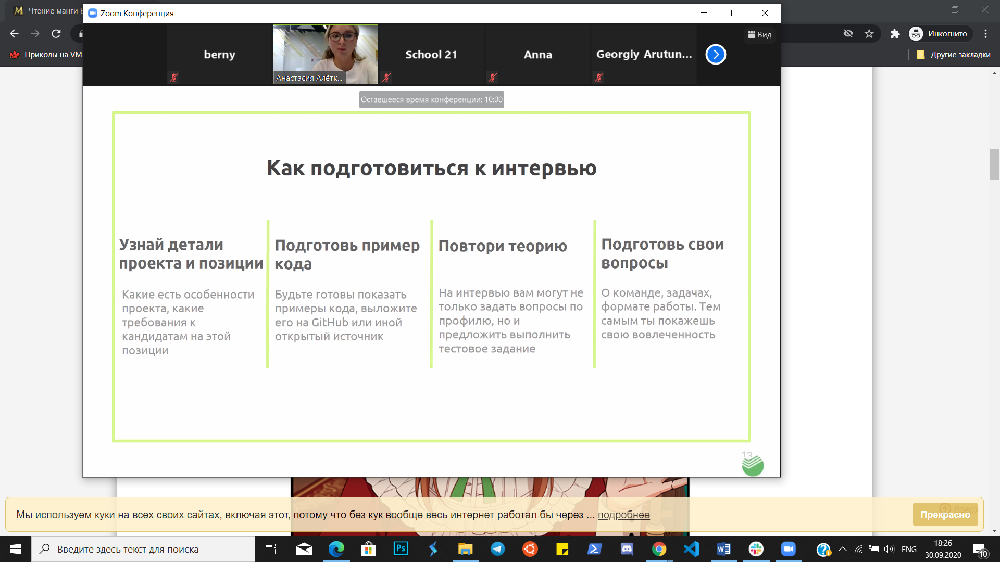 Чтение манги
Zoom Конференция
Инкогнито
Приколы на VM
Другие закладки
berny
Анастасия Алётк...
School 21
Anna
Georgiy Arutun...
Вид
Оставшееся время конференции: 10:00
Как подготовиться к интервью
Узнай детали
проекта и позиции
Какие есть особенности
проекта, какие
требования к
кандидатам на этой
позиции
Подготовь пример
кода
Будьте готовы показать
примеры кода, выложите
его на GitHub или иной
открытый источник
Повтори теорию
На интервью вам могут не
только задать вопросы по
профилю, но и
предложить выполнить
тестовое задание
Подготовь свои
вопросы
О команде, задачах,
формате работы. Тем
самым ты покажешь
свою вовлеченность
13
Мы используем куки на всех своих сайтах, включая этот, потому что без кук вообще весь интернет работал бы через ... подробнее
Вверх
Прекрасно
Введите здесь текст для поиска
Ps
ENG
18:26
30.09.2020
10